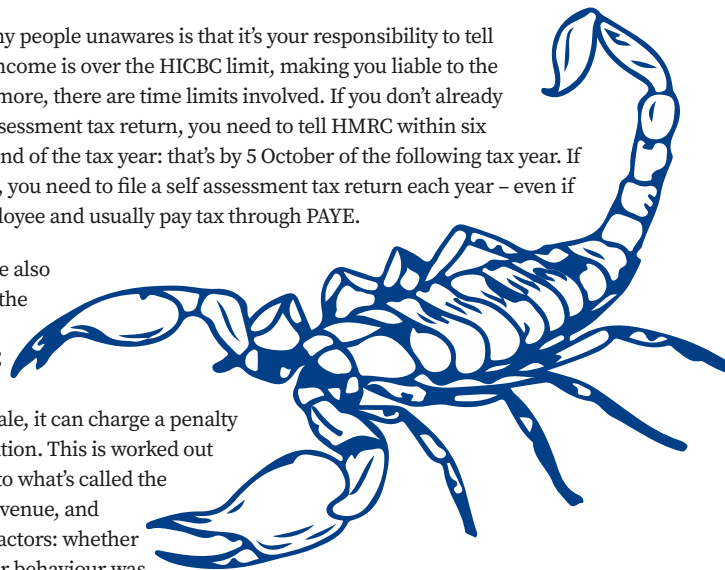 ny people unawares is that it’s your responsibility to tell
ncome is over the HICBC limit, making you liable to the
more, there are time limits involved. If you don’t already
ssessment tax return, you need to tell HMRC within six
nd of the tax year: that’s by 5 October of the following tax year. If
, you need to file a self assessment tax return each year – even if
loyee and usually pay tax through PAYE.
e also
the
ale, it can charge a penalty
tion. This is worked out
to what’s called the
venue, and
actors: whether
r behaviour was